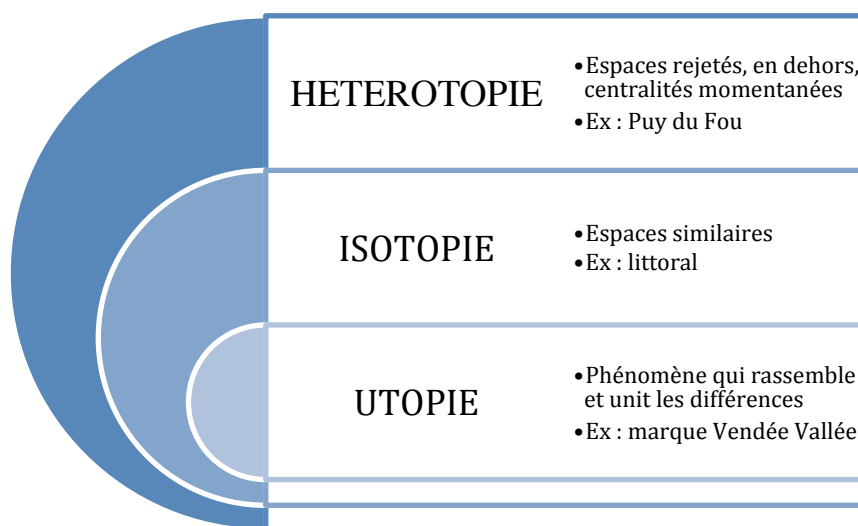 HETEROTOPIE
•Espaces rejetés, en dehors,
centralités momentanées
•Ex : Puy du Fou
ISOTOPIE
•Espaces similaires
•Ex : littoral
UTOPIE
•Phénomène qui rassemble
et unit les différences
•Ex : marque Vendée Vallée